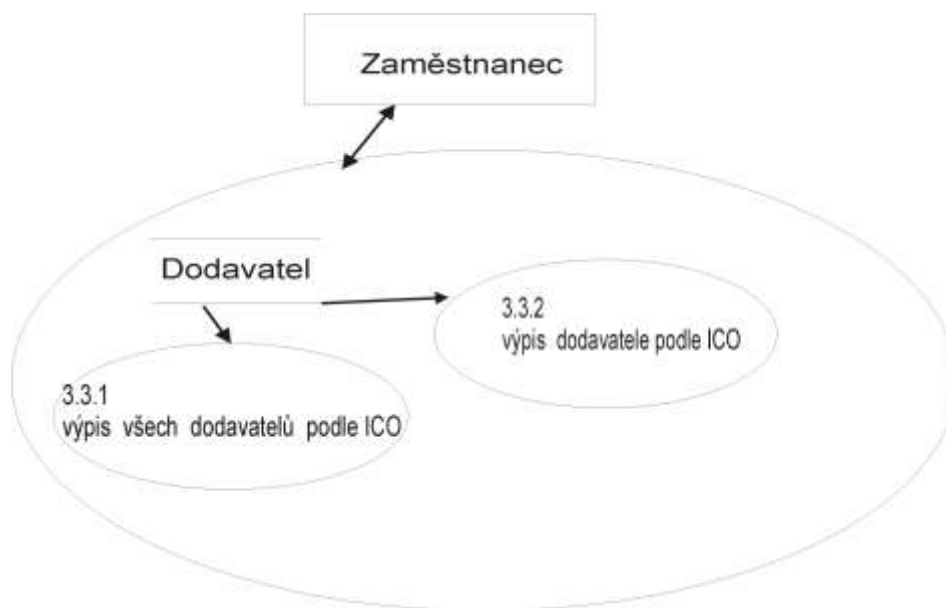 Zaměstnanec
Dodavatel
3.3.2
výpis dodavatele podle ICO
3.3.1
výpis všech dodavatelů podle ICO